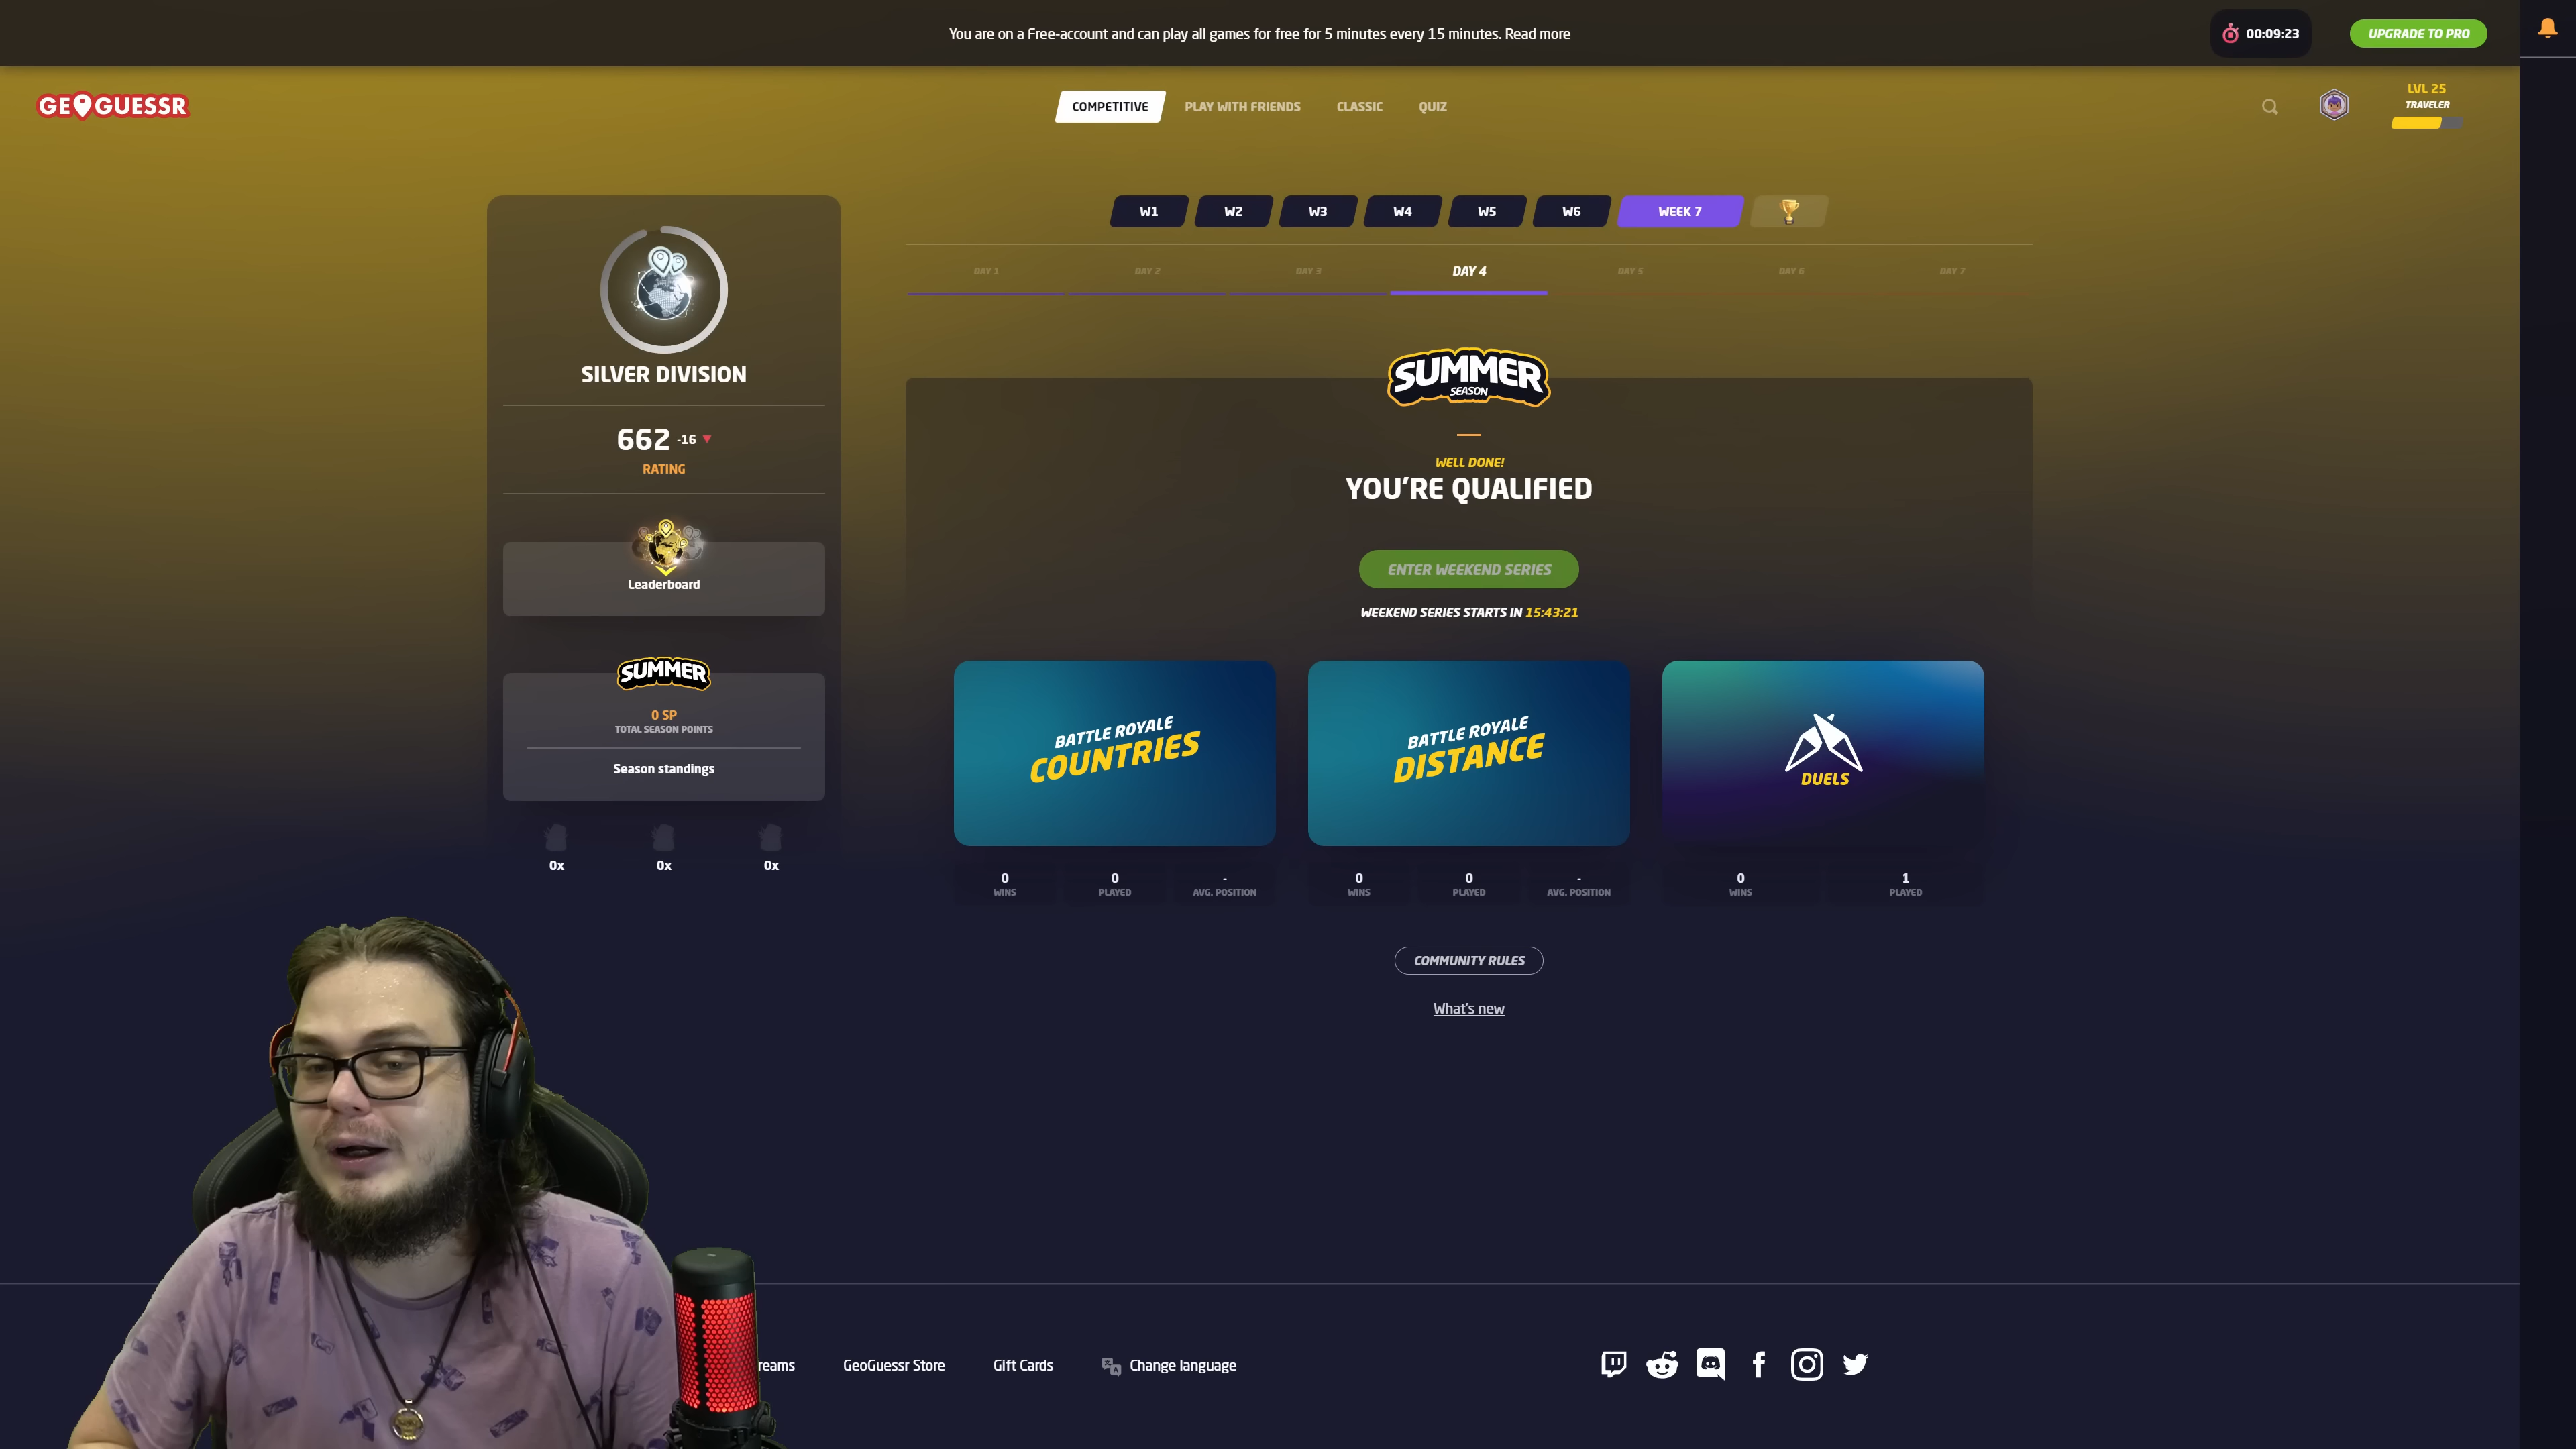 You are on a Free-account and can play all games for free for 5 minutes every 15 minutes. Read more
00:09:23
UPGRADE TO PRO
GEOGUESSR
COMPETITIVE
PLAY WITH FRIENDS
CLASSIC
QUIZ
LVL 25
TRAVELER
W1
W2
W3
W4
W5
W6
WEEK 7
DAY 1
DAY 2
DAY 3
DAY 4
DAY 5
DAY 6
DAY 7
SILVER DIVISION
662 -16
RATING
Leaderboard
SUMMER
0 SP
TOTAL SEASON POINTS
Season standings
0x
0x
0x
SUMMER
SEASON
WELL DONE!
YOU'RE QUALIFIED
ENTER WEEKEND SERIES
WEEKEND SERIES STARTS IN 15:43:21
BATTLE ROYALE
COUNTRIES
0
WINS
0
PLAYED
-
AVG. POSITION
BATTLE ROYALE
DISTANCE
0
WINS
0
PLAYED
-
AVG. POSITION
DUELS
0
WINS
1
PLAYED
COMMUNITY RULES
What's new
GeoGuessr Store
Gift Cards
Change language